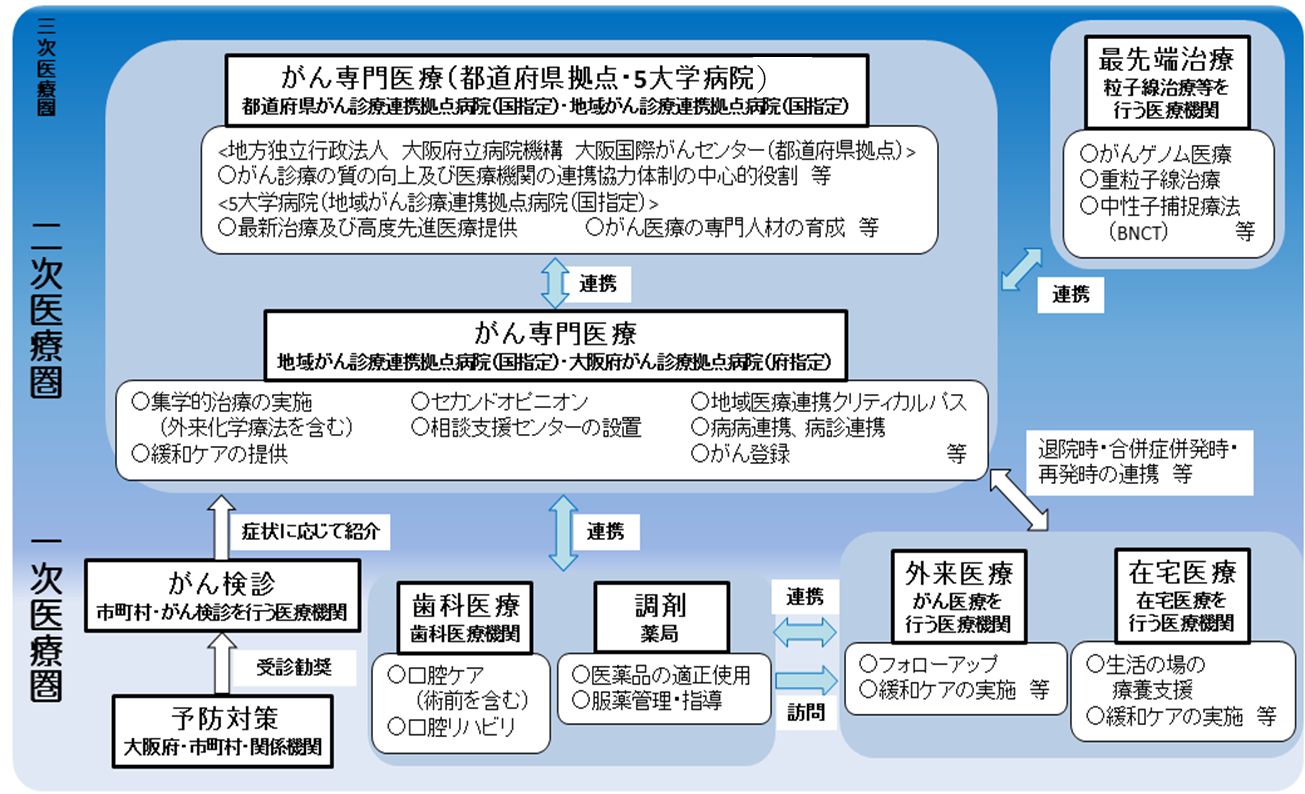 三次医療圏
がん専門医療(都道府県拠点・5大学病院)
都道府県がん診療連携拠点病院(国指定)・地域がん診療連携拠点病院(国指定)
<地方独立行政法人 大阪府立病院機構 大阪国際がんセンター(都道府県拠点)>
○がん診療の質の向上及び医療機関の連携協力体制の中心的役割 等
<5大学病院(地域がん診療連携拠点病院(国指定)>
○最新治療及び高度先進医療提供 ○がん医療の専門人材の育成 等
最先端治療
粒子線治療等を
行う医療機関
○がんゲノム医療
○重粒子線治療
○中性子捕捉療法
(BNCT) 等
連携
連携
二次医療圏
がん専門医療
地域がん診療連携拠点病院(国指定)・大阪府がん診療拠点病院(府指定)
○集学的治療の実施
(外来化学療法を含む)
○緩和ケアの提供
○セカンドオピニオン
○相談支援センターの設置
○地域医療連携クリティカルパス
○病病連携、病診連携
○がん登録 等
退院時・合併症併発時・
再発時の連携 等
症状に応じて紹介
連携
一次医療圏
がん検診
市町村・がん検診を行う医療機関
受診勧奨
予防対策
大阪府・市町村・関係機関
歯科医療
歯科医療機関
○口腔ケア
(術前を含む)
○口腔リハビリ
調剤
薬局
○医薬品の適正使用
○服薬管理・指導
連携
訪問
外来医療
がん医療を
行う医療機関
○フォローアップ
○緩和ケアの実施 等
在宅医療
在宅医療を
行う医療機関
○生活の場の
療養支援
○緩和ケアの実施 等